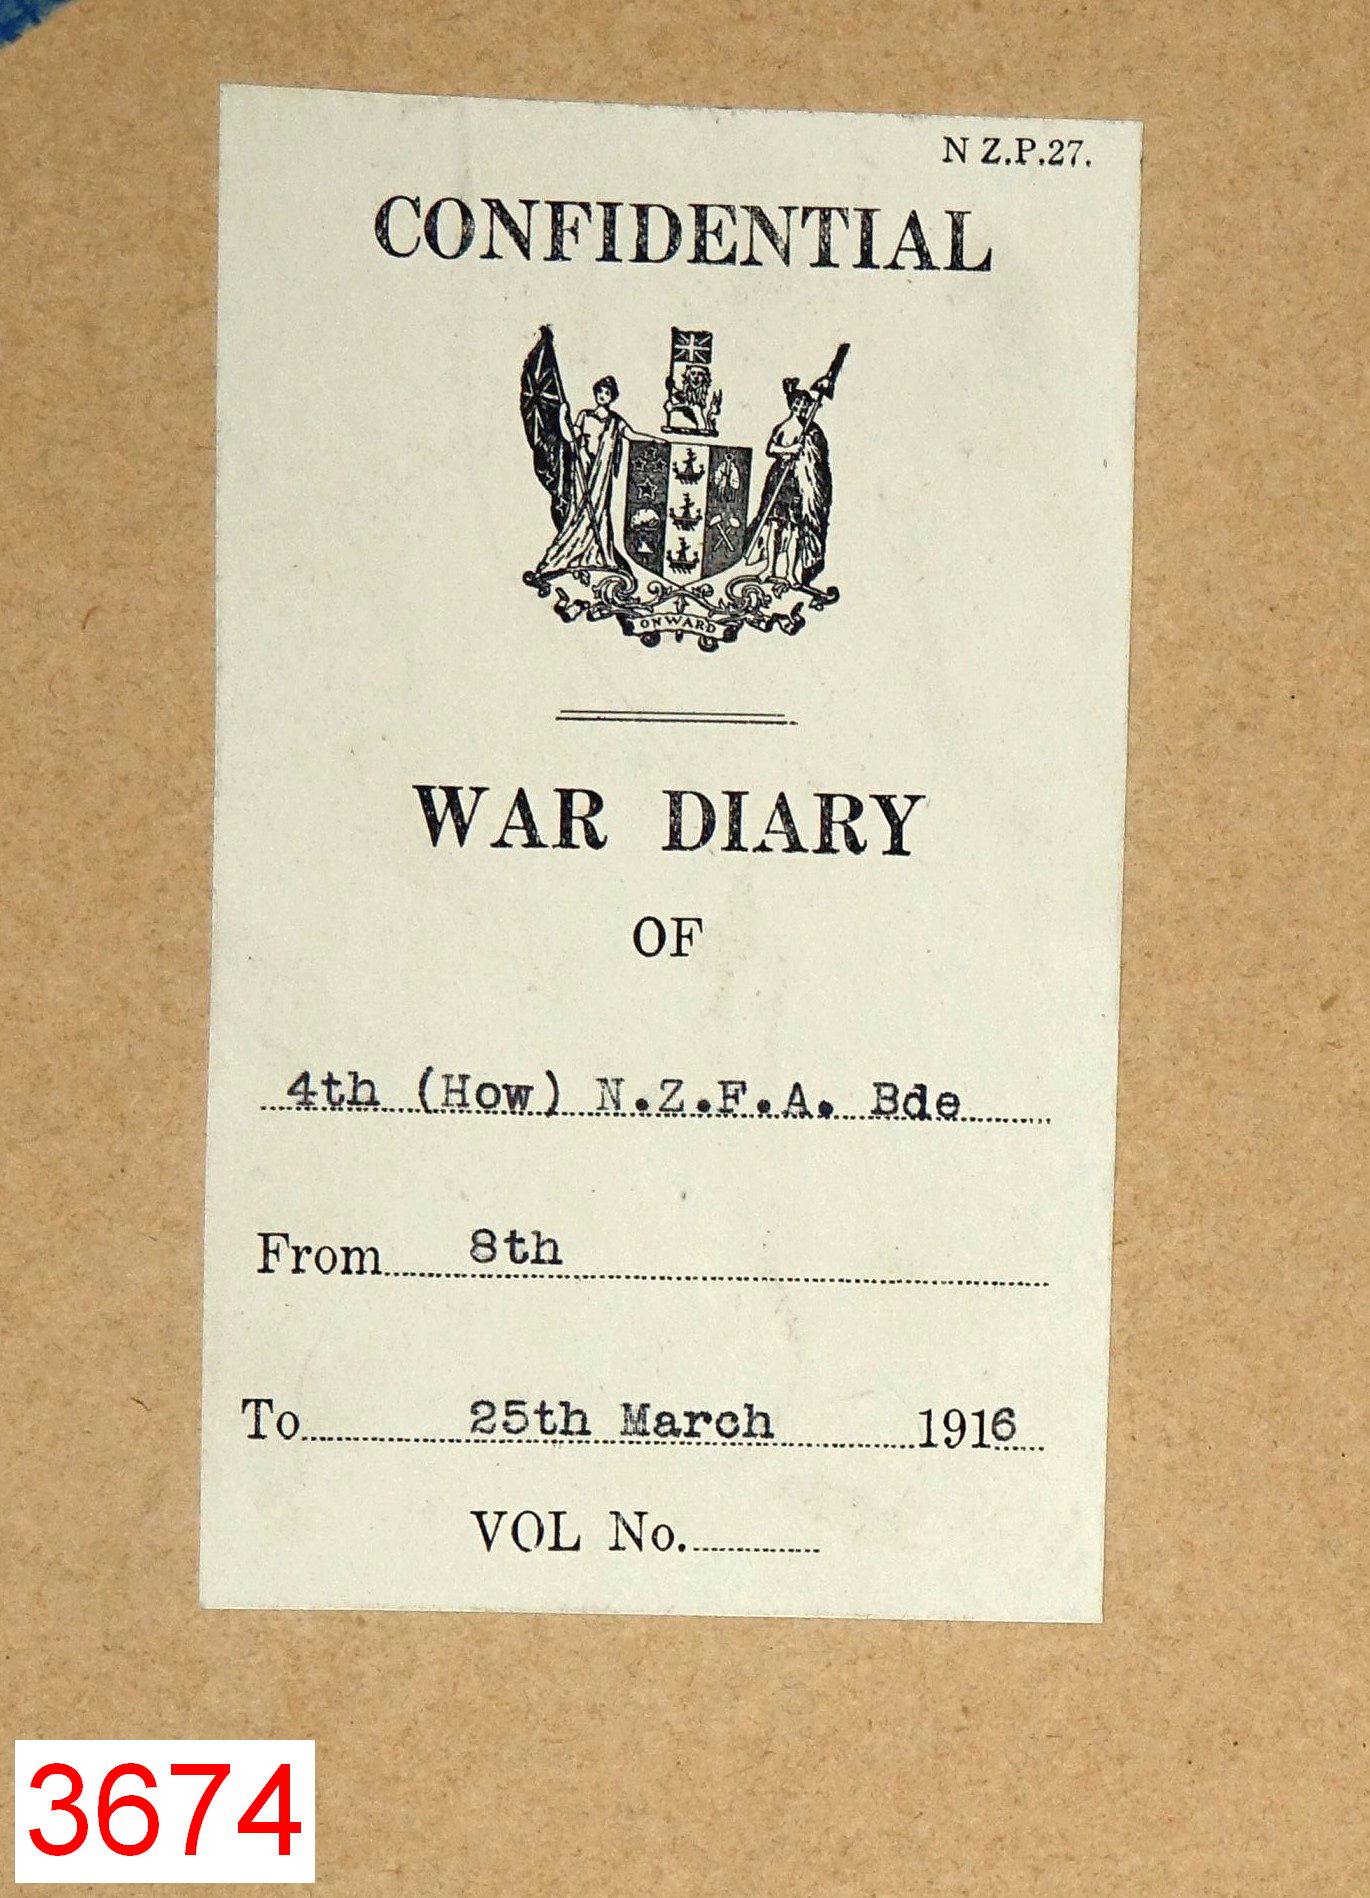 N Z.P.27.
CONFIDENTIAL
ONWARD
WAR DIARY
OF
4th (How) N.Z.F.A. Bde
From 8th
To 25th March 1916
VOL No.
3674